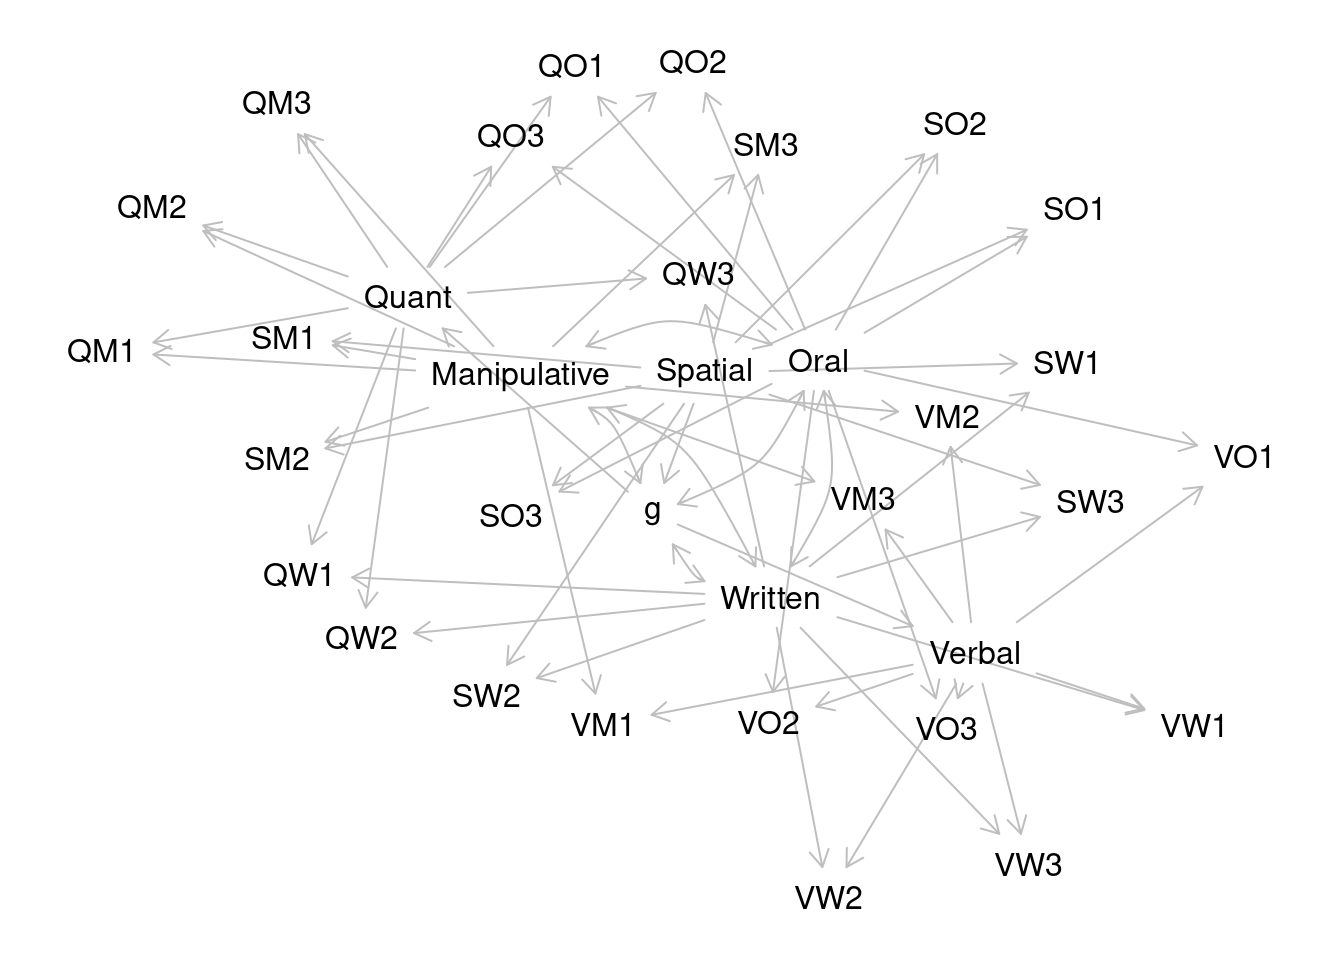 QO1
QO2
QM3
SO2
QO3
SM3
QM2
SO1
QW3
Quant
SM1
QM1
Oral
SW1
Spatial
Manipulative
VM2
SM2
VO1
VM3
SW3
g
SO3
QW1
Written
QW2
Verbal
SW2
VM1
VO2
VO3
VW1
VW3
VW2